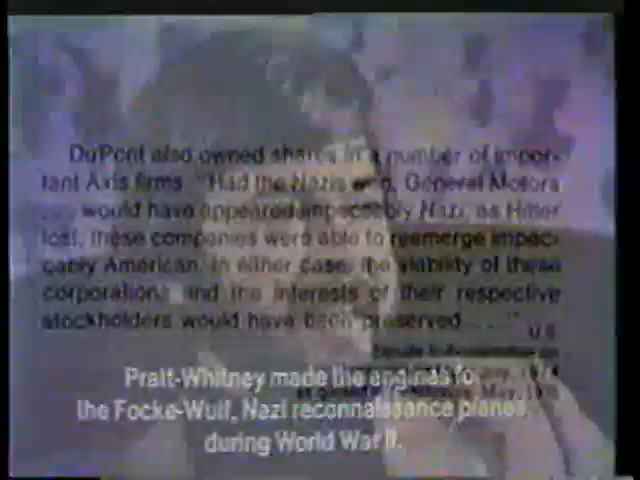 DuPont also owned shares in a number of impor-
tant Axis firms. "Had the Nazis won, General Motors
would have appeared impeccably Nazi, as Hitler
lost, these companies were able to reemerge impec-
cably American. In either case, the viability of these
corporations and the interests of their respective
stockholders would have been preserved . . . . "
U.S.
May,
Pratt-Whitney made the engines for
the Focke-Wulf, Nazi reconnaissance planes,
during World War II.